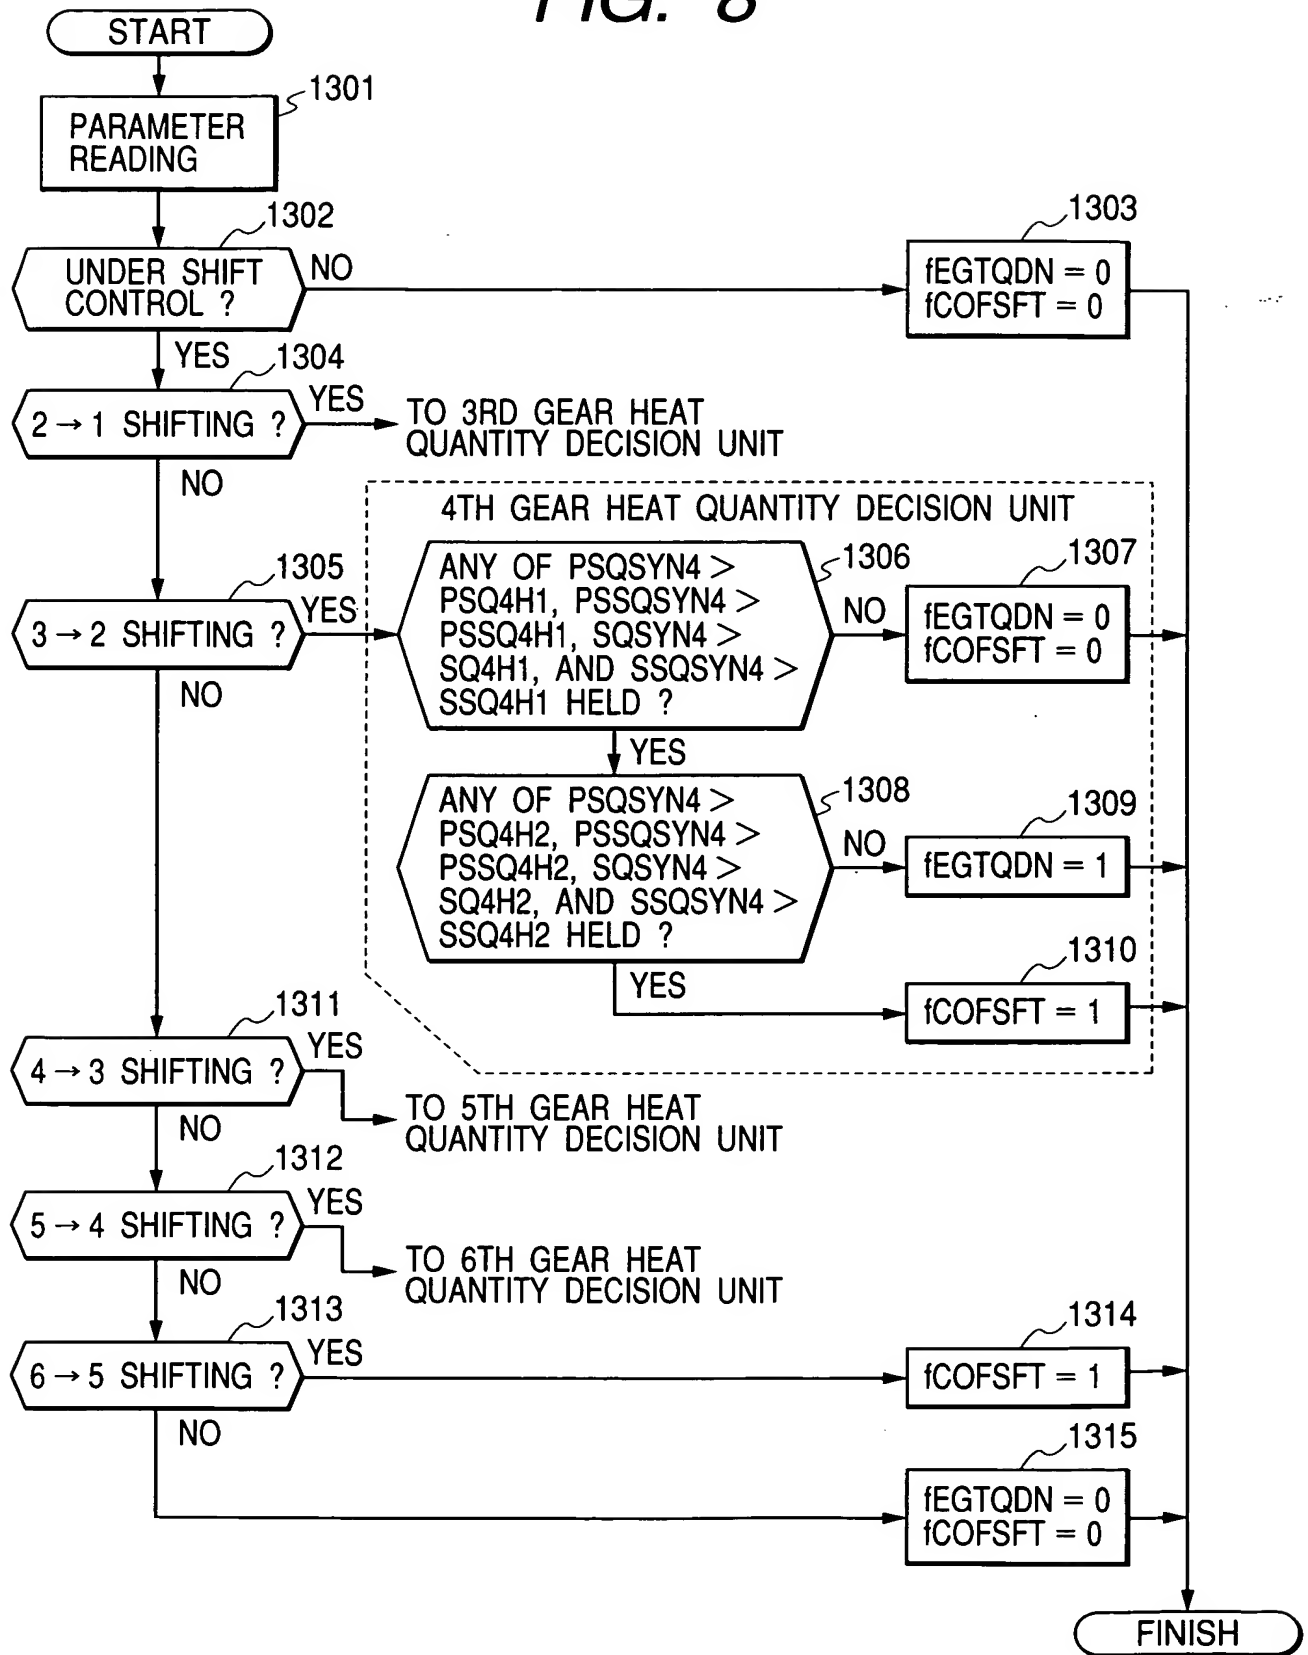 FIG. 8
START
1301
PARAMETER
READING
1302
UNDER SHIFT
CONTROL ?
NO
1303
fEGTQDN = 0
fCOFSFT = 0
YES
1304
2 → 1 SHIFTING ?
YES
TO 3RD GEAR HEAT
QUANTITY DECISION UNIT
NO
4TH GEAR HEAT QUANTITY DECISION UNIT
1305
3 → 2 SHIFTING ?
YES
NO
1306
ANY OF PSQSYN4 >
PSQ4H1, PSSQSYN4 >
PSSQ4H1, SQSYN4 >
SQ4H1, AND SSQSYN4 >
SSQ4H1 HELD ?
NO
1307
fEGTQDN = 0
fCOFSFT = 0
YES
1308
ANY OF PSQSYN4 >
PSQ4H2, PSSQSYN4 >
PSSQ4H2, SQSYN4 >
SQ4H2, AND SSQSYN4 >
SSQ4H2 HELD ?
NO
1309
fEGTQDN = 1
YES
1310
fCOFSFT = 1
1311
4 → 3 SHIFTING ?
YES
TO 5TH GEAR HEAT
QUANTITY DECISION UNIT
NO
1312
5 → 4 SHIFTING ?
YES
TO 6TH GEAR HEAT
QUANTITY DECISION UNIT
NO
1313
6 → 5 SHIFTING ?
YES
1314
fCOFSFT = 1
NO
1315
fEGTQDN = 0
fCOFSFT = 0
FINISH